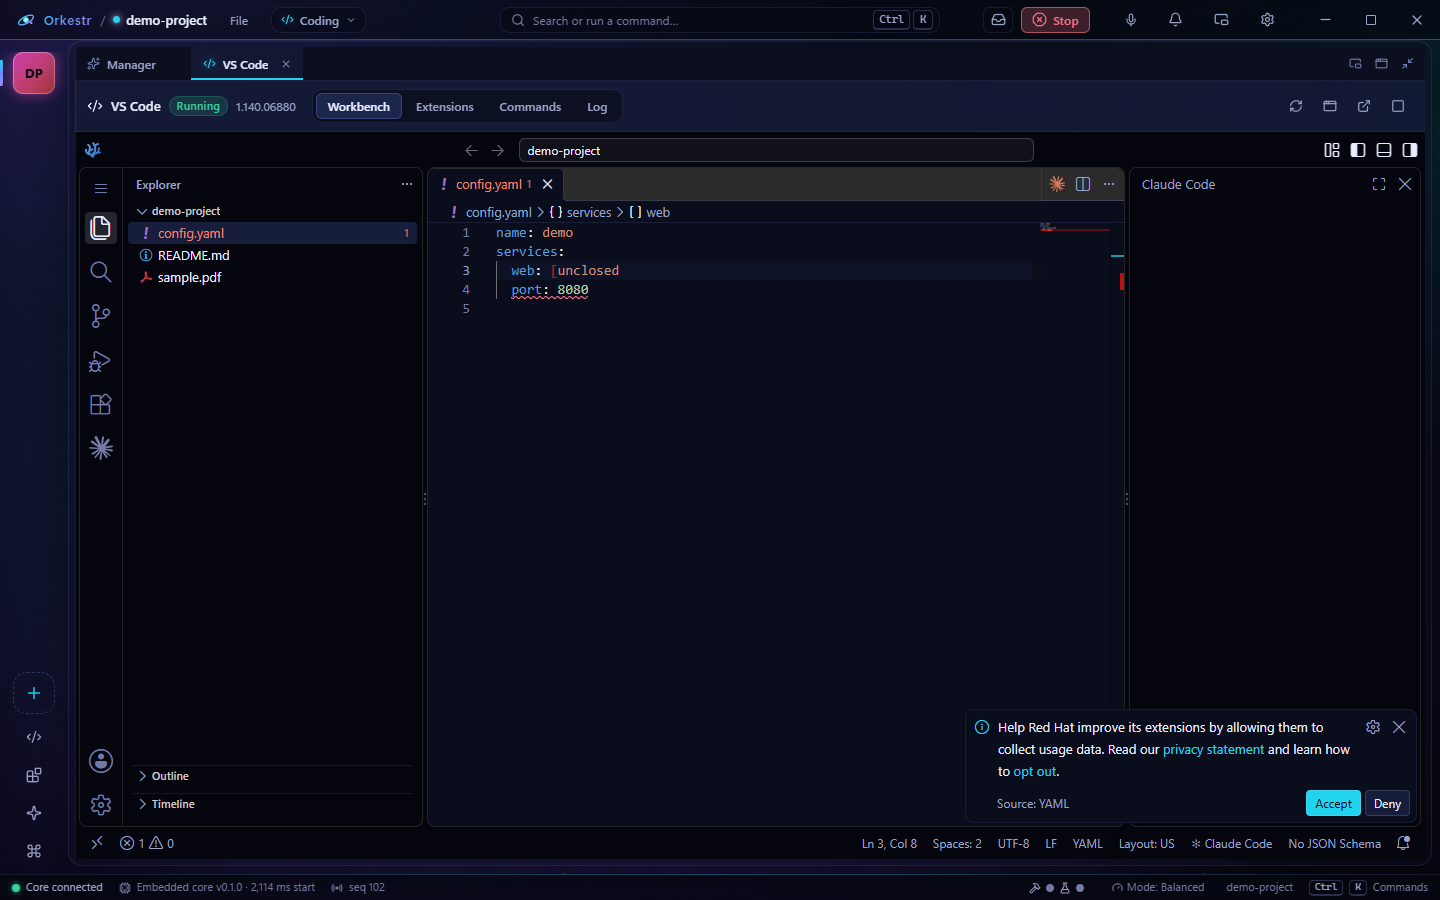 Orkestr / demo-project File Coding Search or run a command... Ctrl K Stop
DP
Manager VS Code
VS Code Running 1.140.06880 Workbench Extensions Commands Log
demo-project
Explorer
demo-project
config.yaml 1
README.md
sample.pdf
Outline
Timeline
config.yaml 1
config.yaml > { } services > [ ] web
1 name: demo
2 services:
3 web: [unclosed
4 port: 8080
5
Claude Code
Help Red Hat improve its extensions by allowing them to
collect usage data. Read our privacy statement and learn how
to opt out.
Source: YAML Accept Deny
1 0 Ln 3, Col 8 Spaces: 2 UTF-8 LF YAML Layout: US Claude Code No JSON Schema
Core connected Embedded core v0.1.0 · 2,114 ms start seq 102 Mode: Balanced demo-project Ctrl K Commands